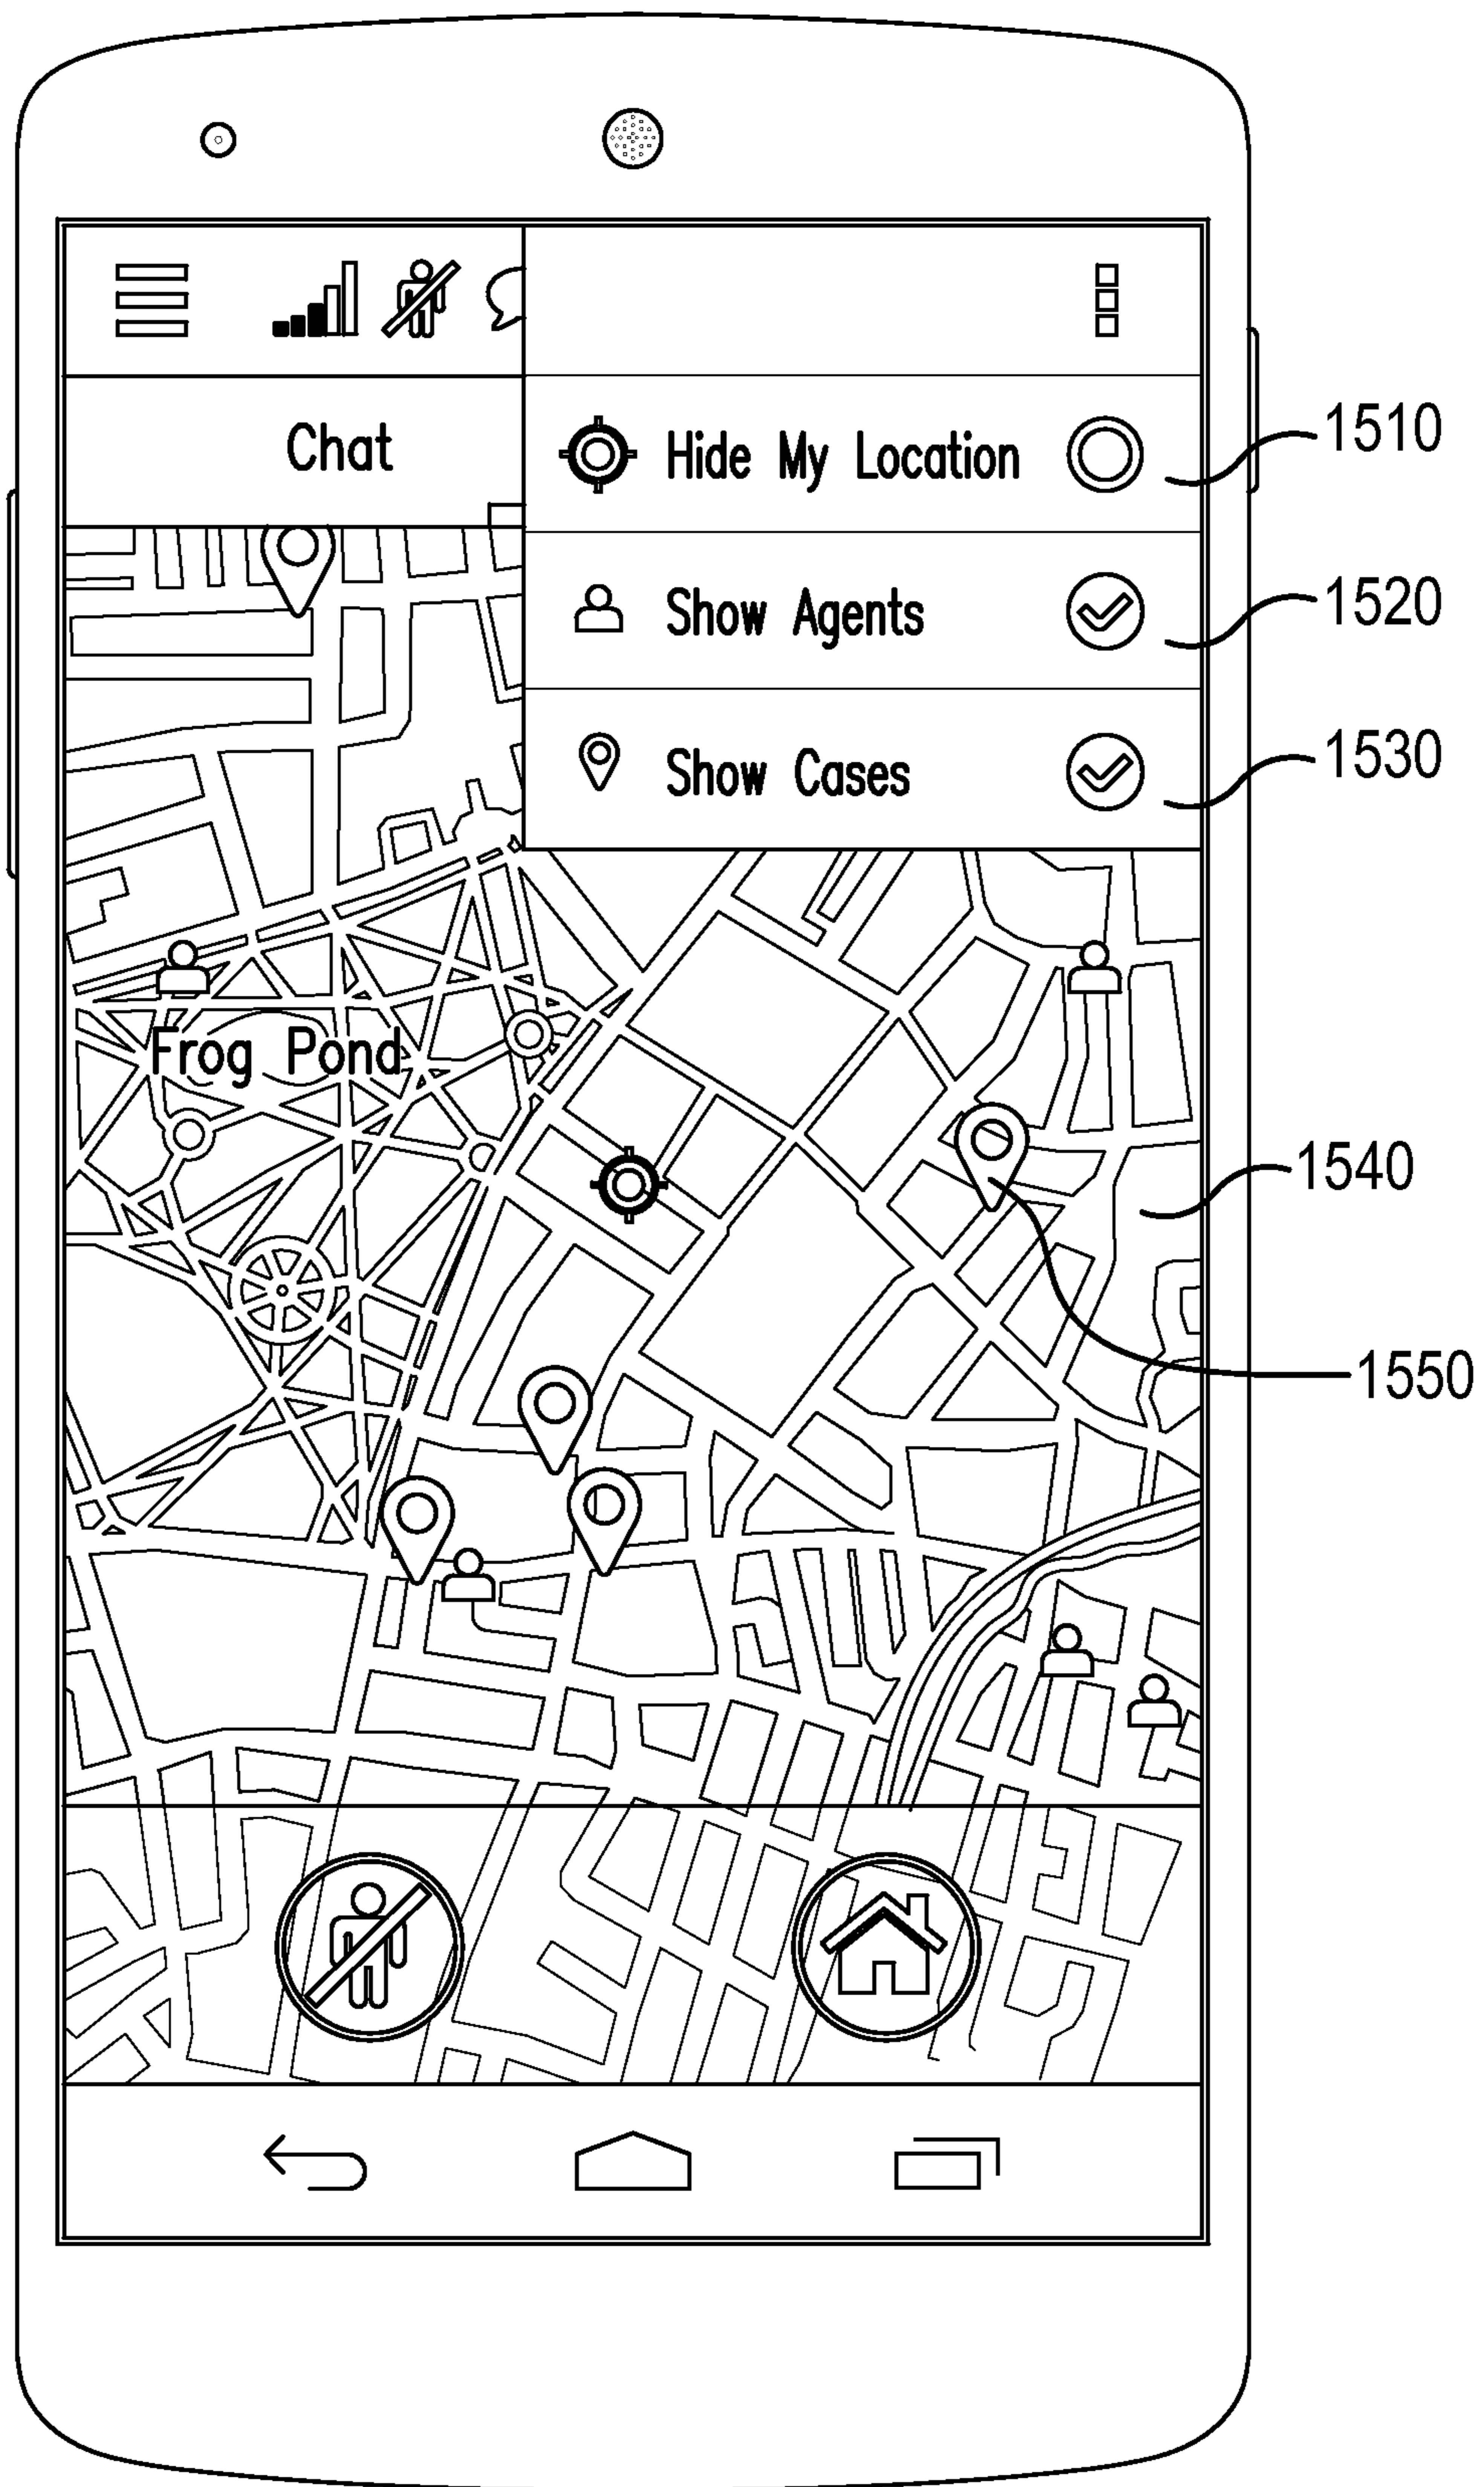 Chat
Hide My Location
1510
Show Agents
1520
Show Cases
1530
Frog Pond
1540
1550